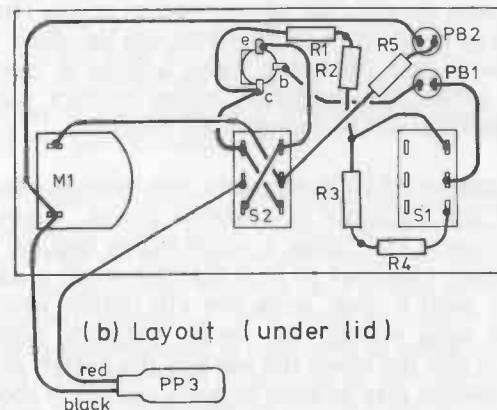 e
R1
R5
PB2
R2
b
PB1
c
M1
S2
R3
S1
R4
(b) Layout (under lid)
red
PP3
black